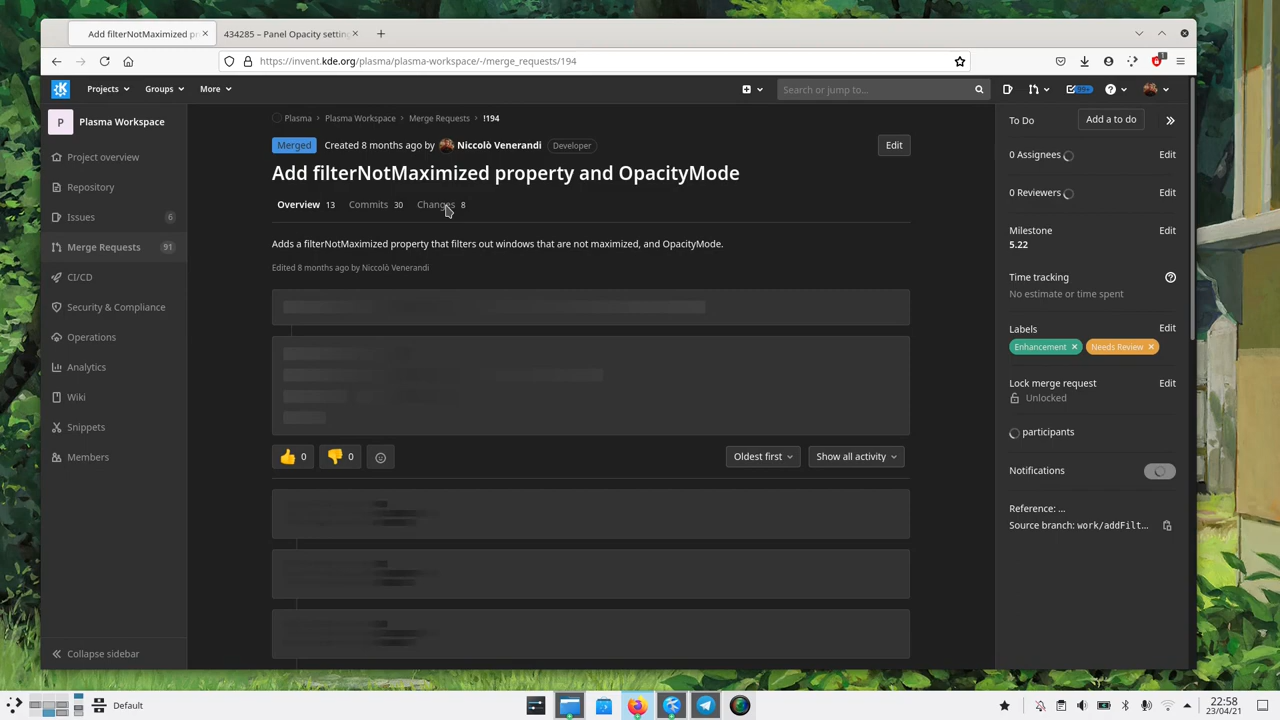 Add filterNotMaximized pr
434285 – Panel Opacity setting
https://invent.kde.org/plasma/plasma-workspace/-/merge_requests/194
1
Projects
Groups
More
Search or jump to...
99+
P
Plasma Workspace
Project overview
Repository
Issues 6
Merge Requests 91
CI/CD
Security & Compliance
Operations
Analytics
Wiki
Snippets
Members
Collapse sidebar
Plasma › Plasma Workspace › Merge Requests › !194
Merged Created 8 months ago by Niccolò Venerandi Developer
Edit
Add filterNotMaximized property and OpacityMode
Overview 13 Commits 30 Changes 8
Adds a filterNotMaximized property that filters out windows that are not maximized, and OpacityMode.
Edited 8 months ago by Niccolò Venerandi
0
0
Oldest first
Show all activity
To Do
Add a to do
0 Assignees
Edit
0 Reviewers
Edit
Milestone
Edit
5.22
Time tracking
No estimate or time spent
Labels
Edit
Enhancement
Needs Review
Lock merge request
Edit
Unlocked
participants
Notifications
Reference: ...
Source branch: work/addFilt...
Default
22:58
23/04/21